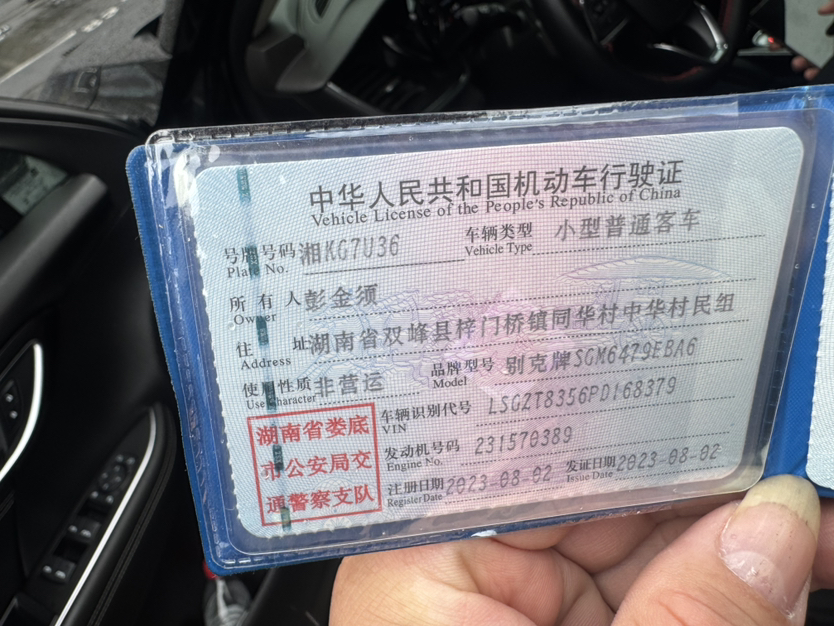 中华人民共和国机动车行驶证
Vehicle License of the People's Republic of China
号牌号码 湘KG7U36 车辆类型 小型普通客车
Plate No. Vehicle Type
所有人 彭金须
Owner
住址 湖南省双峰县梓门桥镇同华村中华村民组
Address
使用性质 非营运 品牌型号 别克牌SGM6479EBA6
Use Character Model
湖南省娄底
市公安局交
通警察支队
车辆识别代号 LSGZT8356PD168379
VIN
发动机号码 231570389
Engine No.
注册日期 2023-08-02 发证日期 2023-08-02
Register Date Issue Date